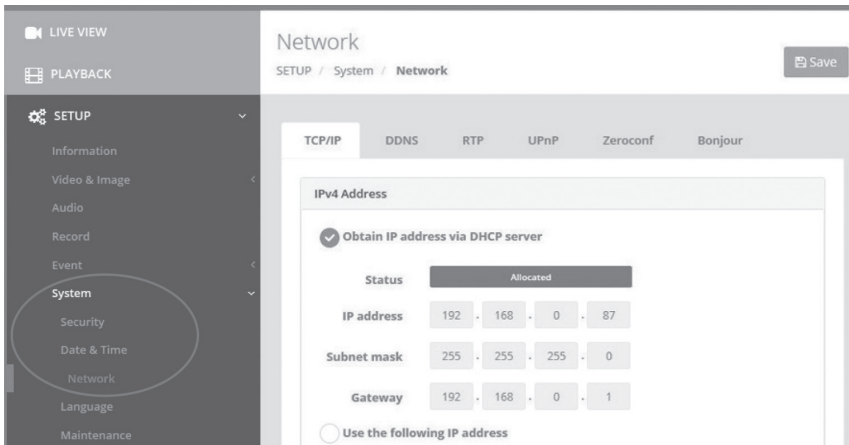 LIVE VIEW
PLAYBACK
SETUP
Information
Video & Image
Audio
Record
Event
System
Security
Date & Time
Network
Language
Maintenance
Network
SETUP / System / Network
Save
TCP/IP DDNS RTP UPnP Zeroconf Bonjour
IPv4 Address
Obtain IP address via DHCP server
Status Allocated
IP address 192 . 168 . 0 . 87
Subnet mask 255 . 255 . 255 . 0
Gateway 192 . 168 . 0 . 1
Use the following IP address